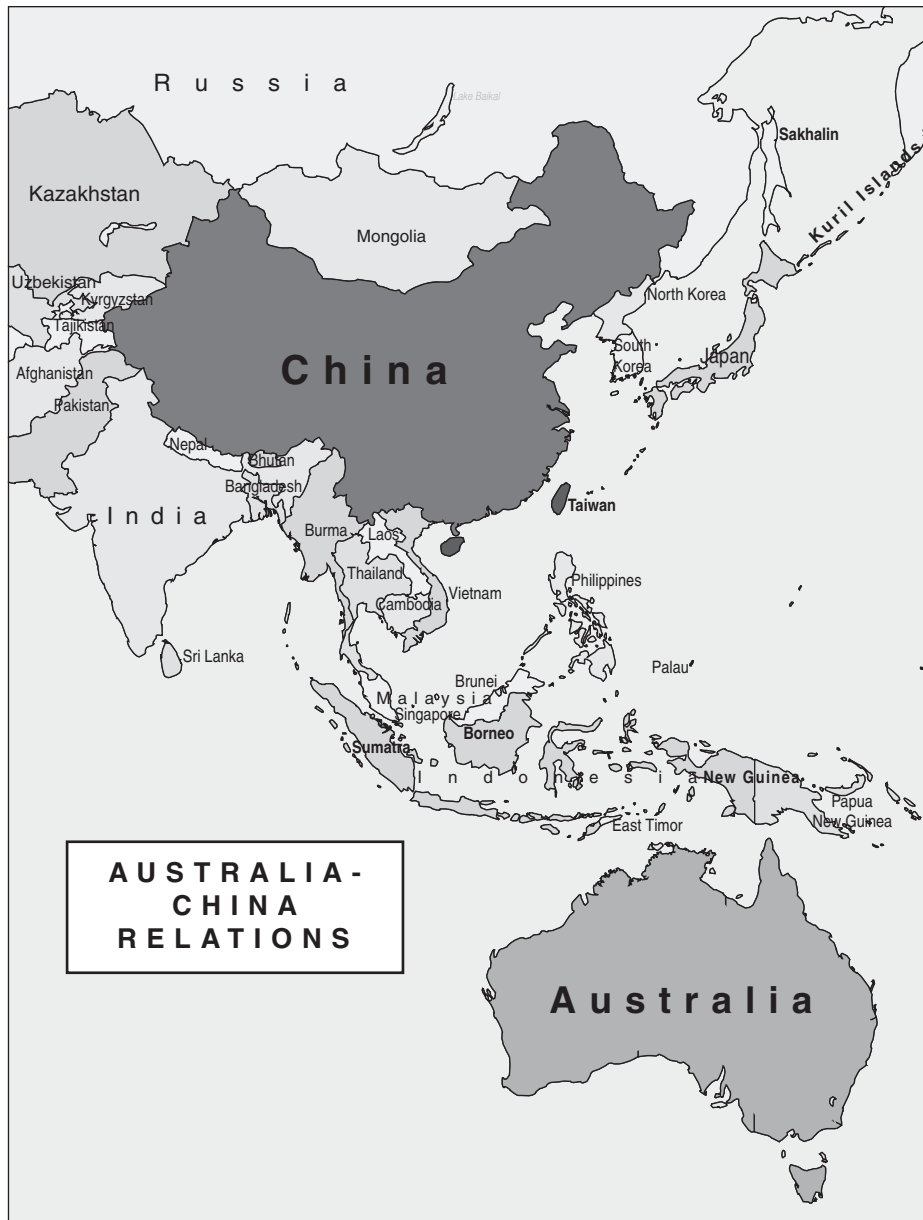 Russia
Lake Baikal
Sakhalin
Kuril Islands
Kazakhstan
Mongolia
Uzbekistan
Kyrgyzstan
North Korea
Tajikistan
South
Korea
Japan
China
Afghanistan
Pakistan
Nepal
Bhutan
Bangladesh
India
Taiwan
Burma
Laos
Thailand
Philippines
Cambodia
Vietnam
Sri Lanka
Palau
Brunei
Malaysia
Singapore
Borneo
Sumatra
Indonesia
New Guinea
Papua
New Guinea
East Timor
AUSTRALIA-
CHINA
RELATIONS
Australia